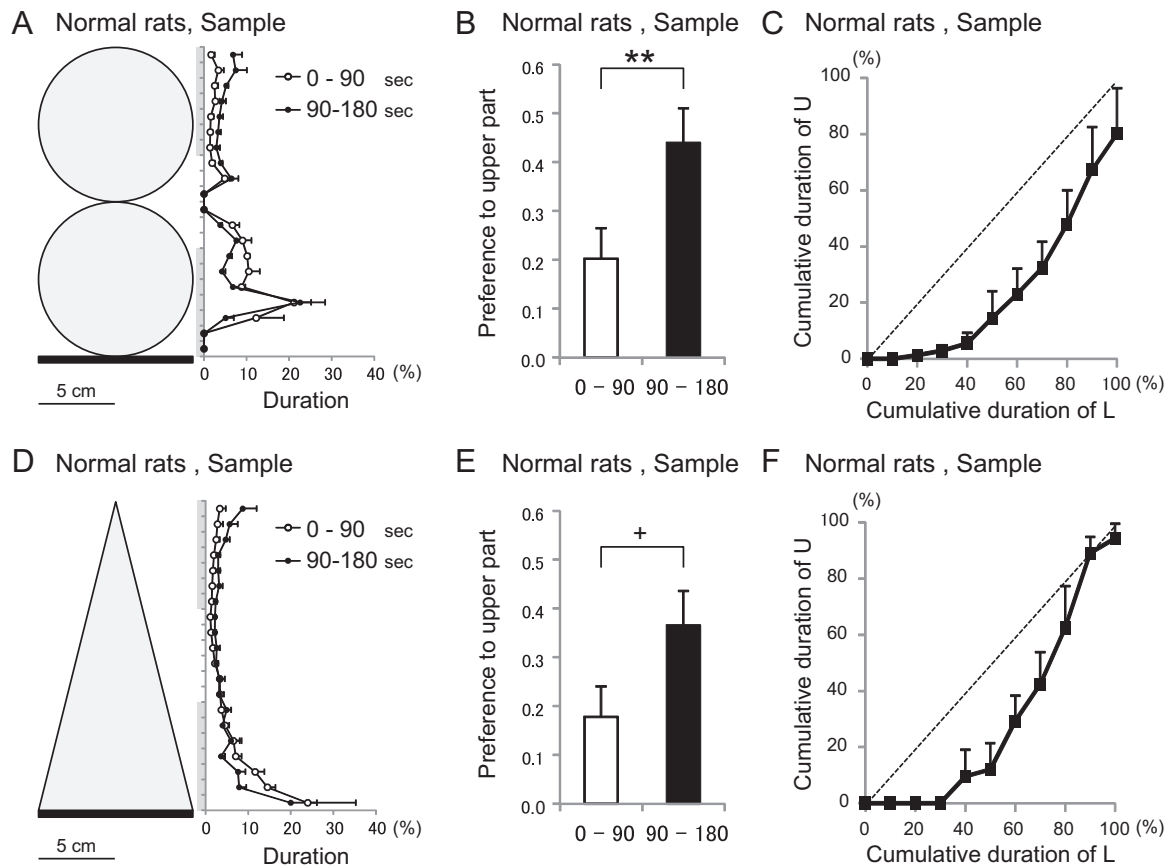 A Normal rats, Sample
0 - 90 sec
90-180 sec
0 10 20 30 40 (%)
Duration
5 cm
B Normal rats , Sample
Preference to upper part
0.6
0.5
0.4
0.3
0.2
0.1
0.0
**
0 - 90 90 - 180
C Normal rats , Sample
(%)
Cumulative duration of U
100
80
60
40
20
0
0 20 40 60 80 100 (%)
Cumulative duration of L
D Normal rats , Sample
0 - 90 sec
90-180 sec
0 10 20 30 40 (%)
Duration
5 cm
E Normal rats , Sample
Preference to upper part
0.6
0.5
0.4
0.3
0.2
0.1
0.0
+
0 - 90 90 - 180
F Normal rats , Sample
(%)
Cumulative duration of U
100
80
60
40
20
0
0 20 40 60 80 100 (%)
Cumulative duration of L